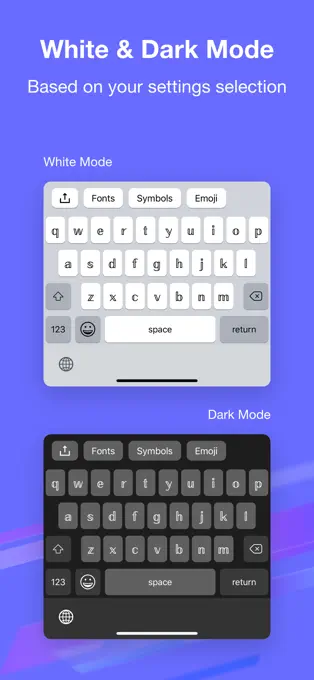 White & Dark Mode
Based on your settings selection
White Mode
Fonts Symbols Emoji
𝕢 𝕨 𝕖 𝕣 𝕥 𝕪 𝕦 𝕚 𝕠 𝕡
𝕒 𝕤 𝕕 𝕗 𝕘 𝕙 𝕛 𝕜 𝕝
𝕫 𝕩 𝕔 𝕧 𝕓 𝕟 𝕞
123 space return
Dark Mode
Fonts Symbols Emoji
𝕢 𝕨 𝕖 𝕣 𝕥 𝕪 𝕦 𝕚 𝕠 𝕡
𝕒 𝕤 𝕕 𝕗 𝕘 𝕙 𝕛 𝕜 𝕝
𝕫 𝕩 𝕔 𝕧 𝕓 𝕟 𝕞
123 space return